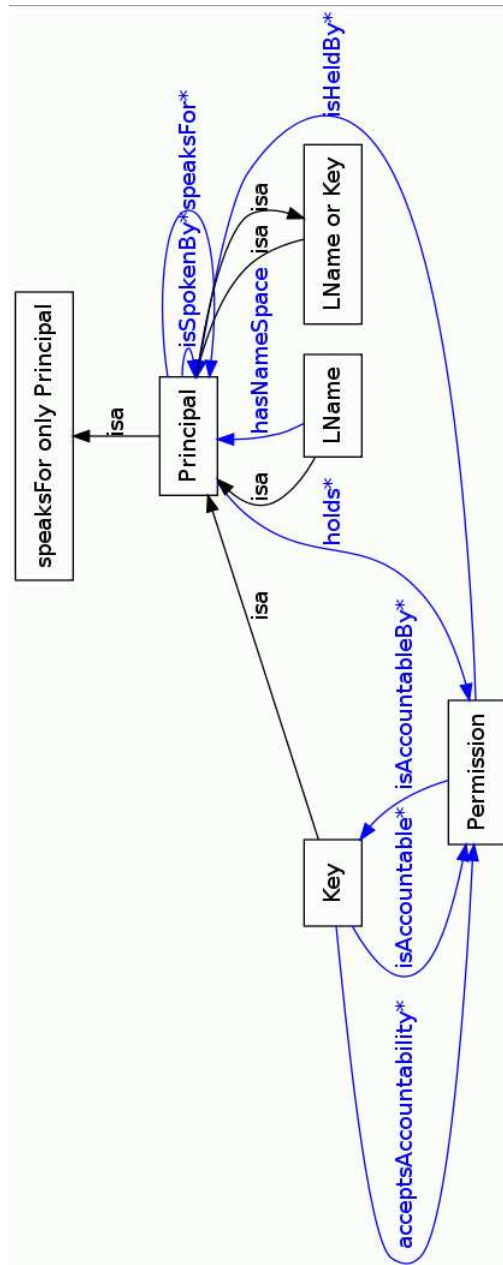 speaksFor only Principal
isa
isSpokenBy*
speaksFor*
Principal
isa
isa
isHeldBy*
hasNameSpace
isa
holds*
isa
LName or Key
LName
Key
isAccountableBy*
isAccountable*
Permission
acceptsAccountability*